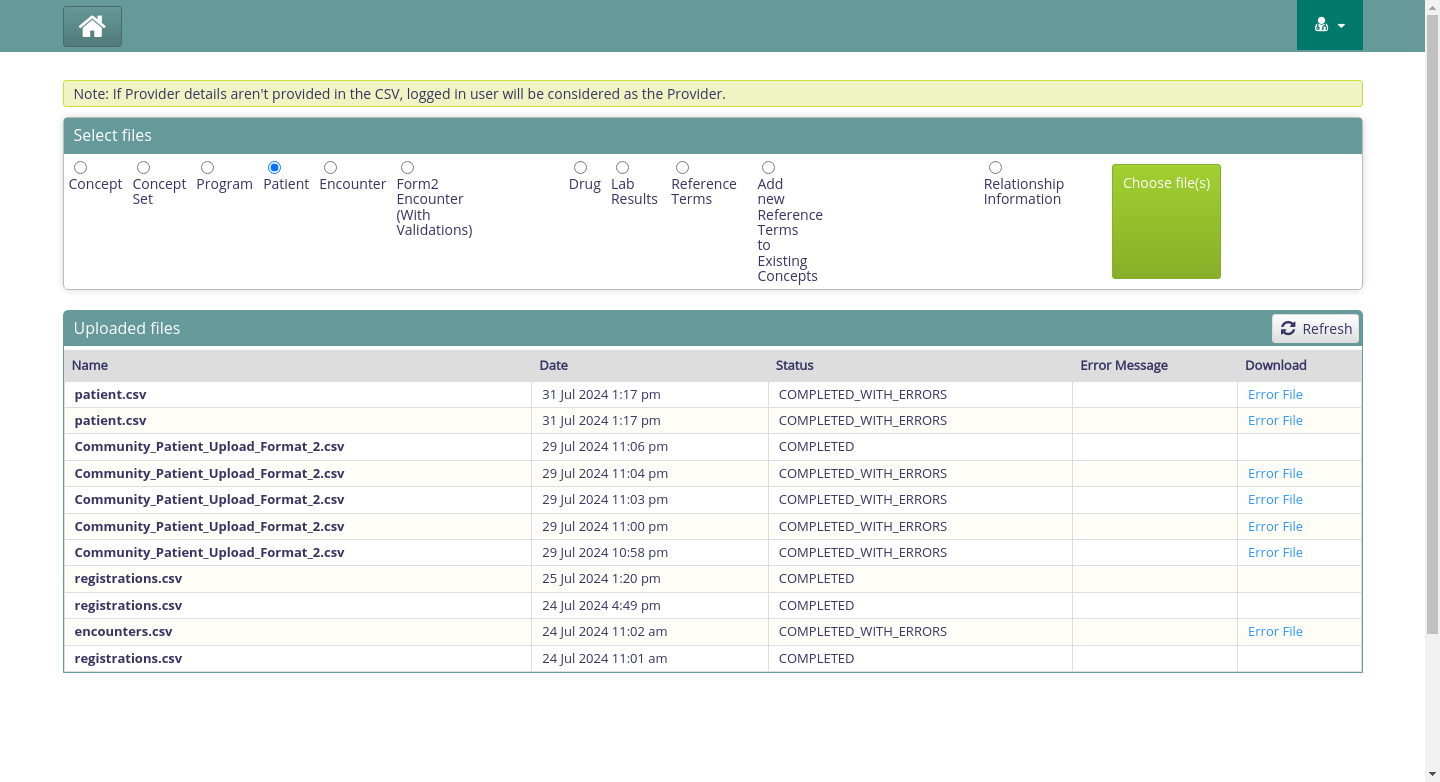 Note: If Provider details aren't provided in the CSV, logged in user will be considered as the Provider.
Select files
Concept
Concept
Set
Program
Patient
Encounter
Form2
Encounter
(With
Validations)
Drug
Lab
Results
Reference
Terms
Add
new
Reference
Terms
to
Existing
Concepts
Relationship
Information
Choose file(s)
Uploaded files
Refresh
Name Date Status Error Message Download
patient.csv 31 Jul 2024 1:17 pm COMPLETED_WITH_ERRORS Error File
patient.csv 31 Jul 2024 1:17 pm COMPLETED_WITH_ERRORS Error File
Community_Patient_Upload_Format_2.csv 29 Jul 2024 11:06 pm COMPLETED
Community_Patient_Upload_Format_2.csv 29 Jul 2024 11:04 pm COMPLETED_WITH_ERRORS Error File
Community_Patient_Upload_Format_2.csv 29 Jul 2024 11:03 pm COMPLETED_WITH_ERRORS Error File
Community_Patient_Upload_Format_2.csv 29 Jul 2024 11:00 pm COMPLETED_WITH_ERRORS Error File
Community_Patient_Upload_Format_2.csv 29 Jul 2024 10:58 pm COMPLETED_WITH_ERRORS Error File
registrations.csv 25 Jul 2024 1:20 pm COMPLETED
registrations.csv 24 Jul 2024 4:49 pm COMPLETED
encounters.csv 24 Jul 2024 11:02 am COMPLETED_WITH_ERRORS Error File
registrations.csv 24 Jul 2024 11:01 am COMPLETED